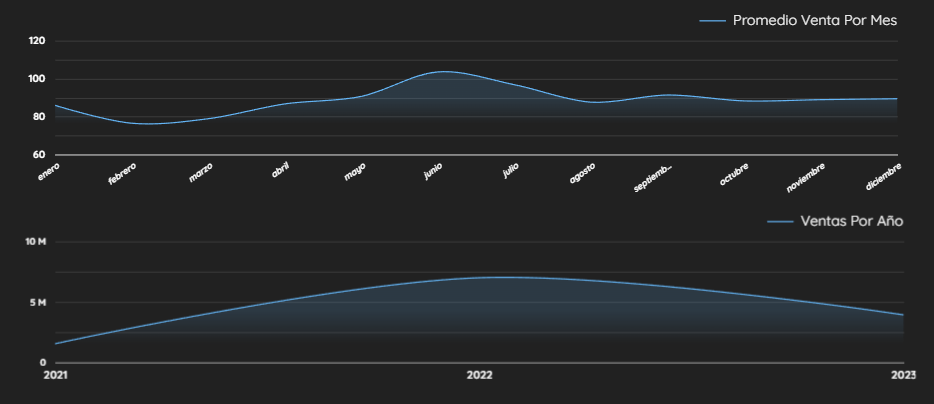 Promedio Venta Por Mes
120
100
80
60
enero febrero marzo abril mayo junio julio agosto septiemb... octubre noviembre diciembre
Ventas Por Año
10 M
5 M
0
2021 2022 2023